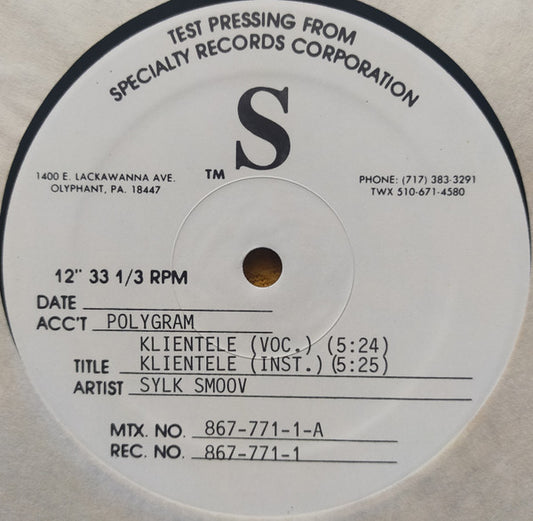 TEST PRESSING FROM
SPECIALTY RECORDS CORPORATION
S
TM
1400 E. LACKAWANNA AVE.
OLYPHANT, PA. 18447
PHONE: (717) 383-3291
TWX 510-671-4580
12" 33 1/3 RPM
DATE
ACC'T POLYGRAM
KLIENTELE (VOC.) (5:24)
TITLE KLIENTELE (INST.) (5:25)
ARTIST SYLK SMOOV
MTX. NO. 867-771-1-A
REC. NO. 867-771-1